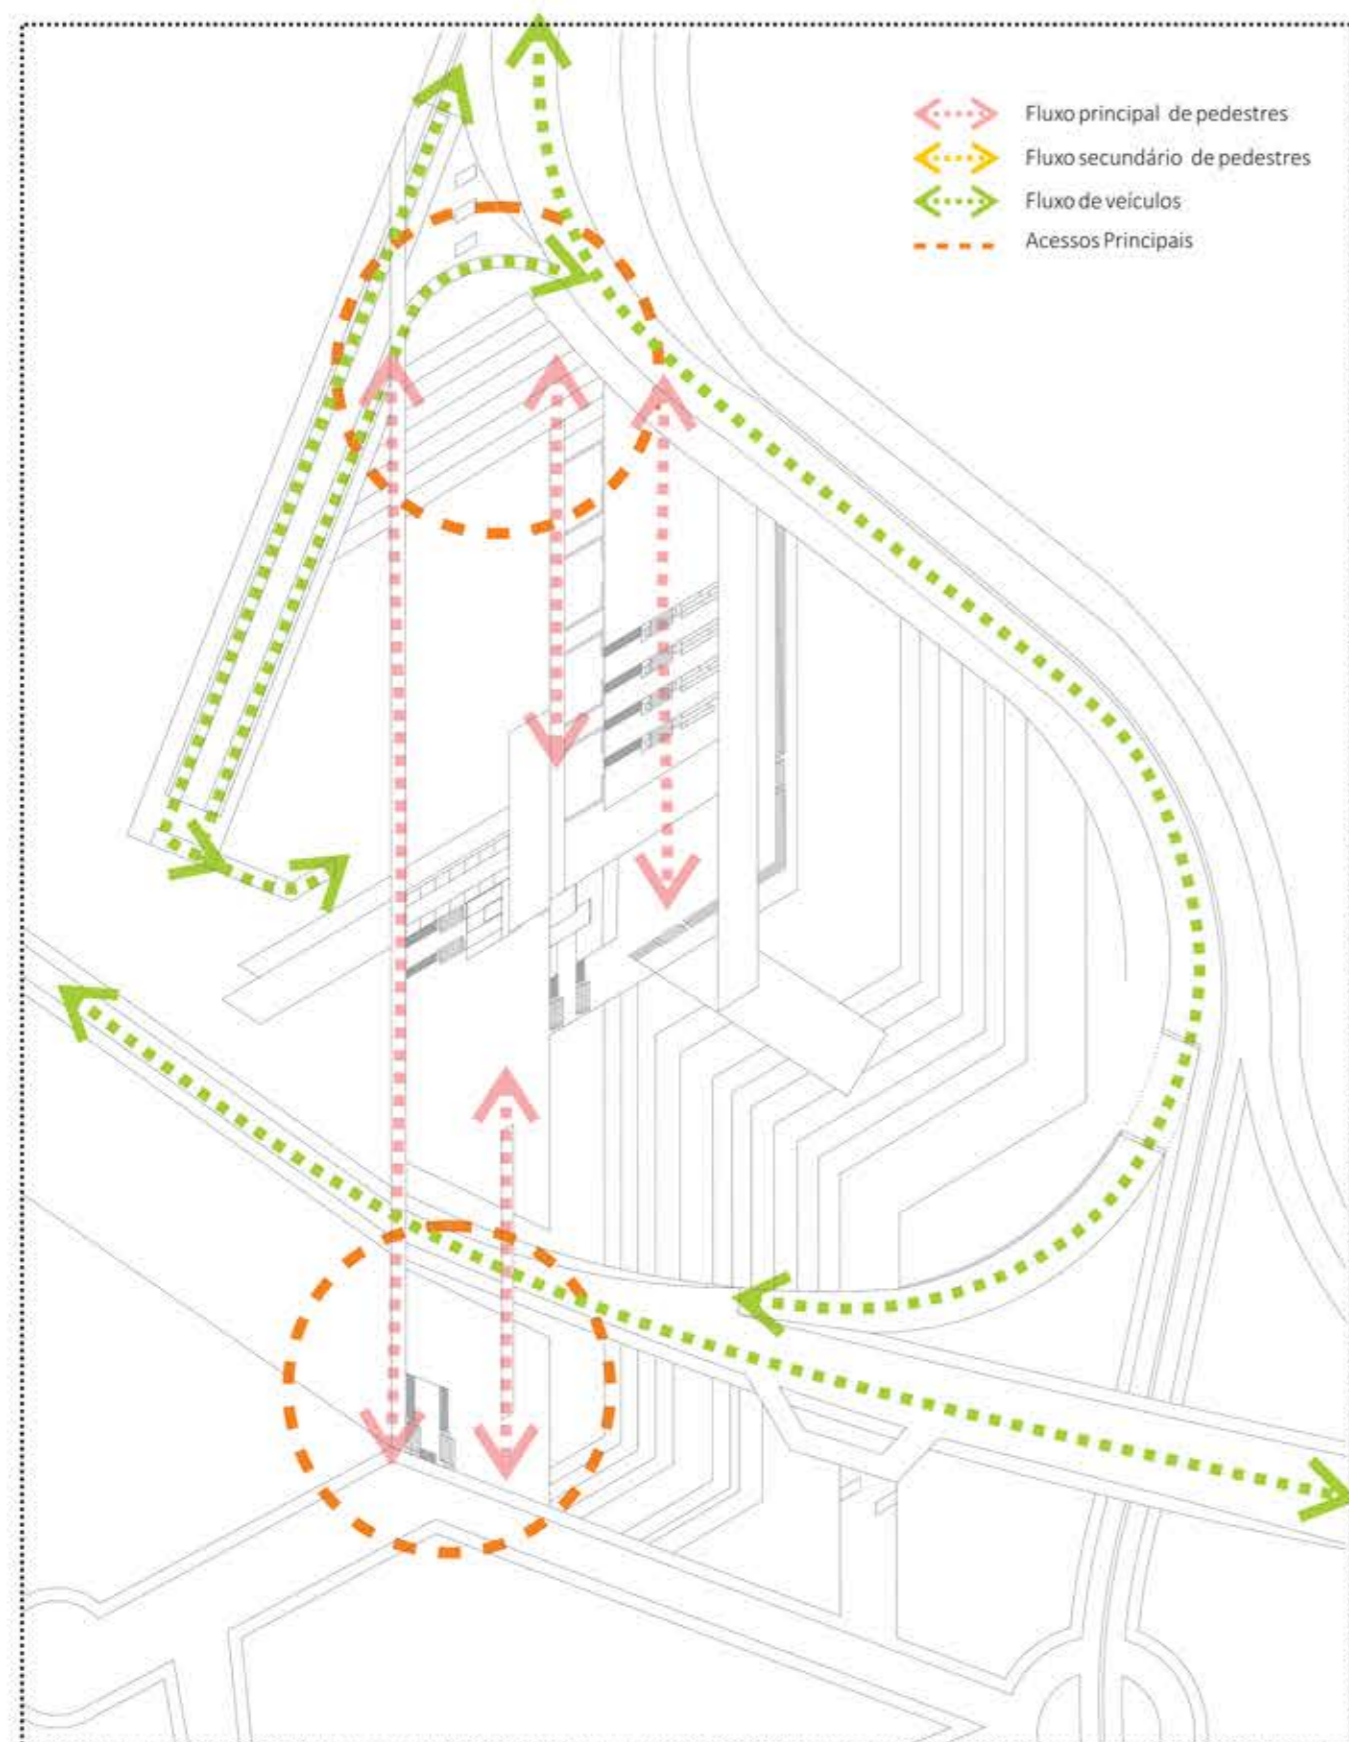 Fluxo principal de pedestres
Fluxo secundário de pedestres
Fluxo de veículos
Acessos Principais